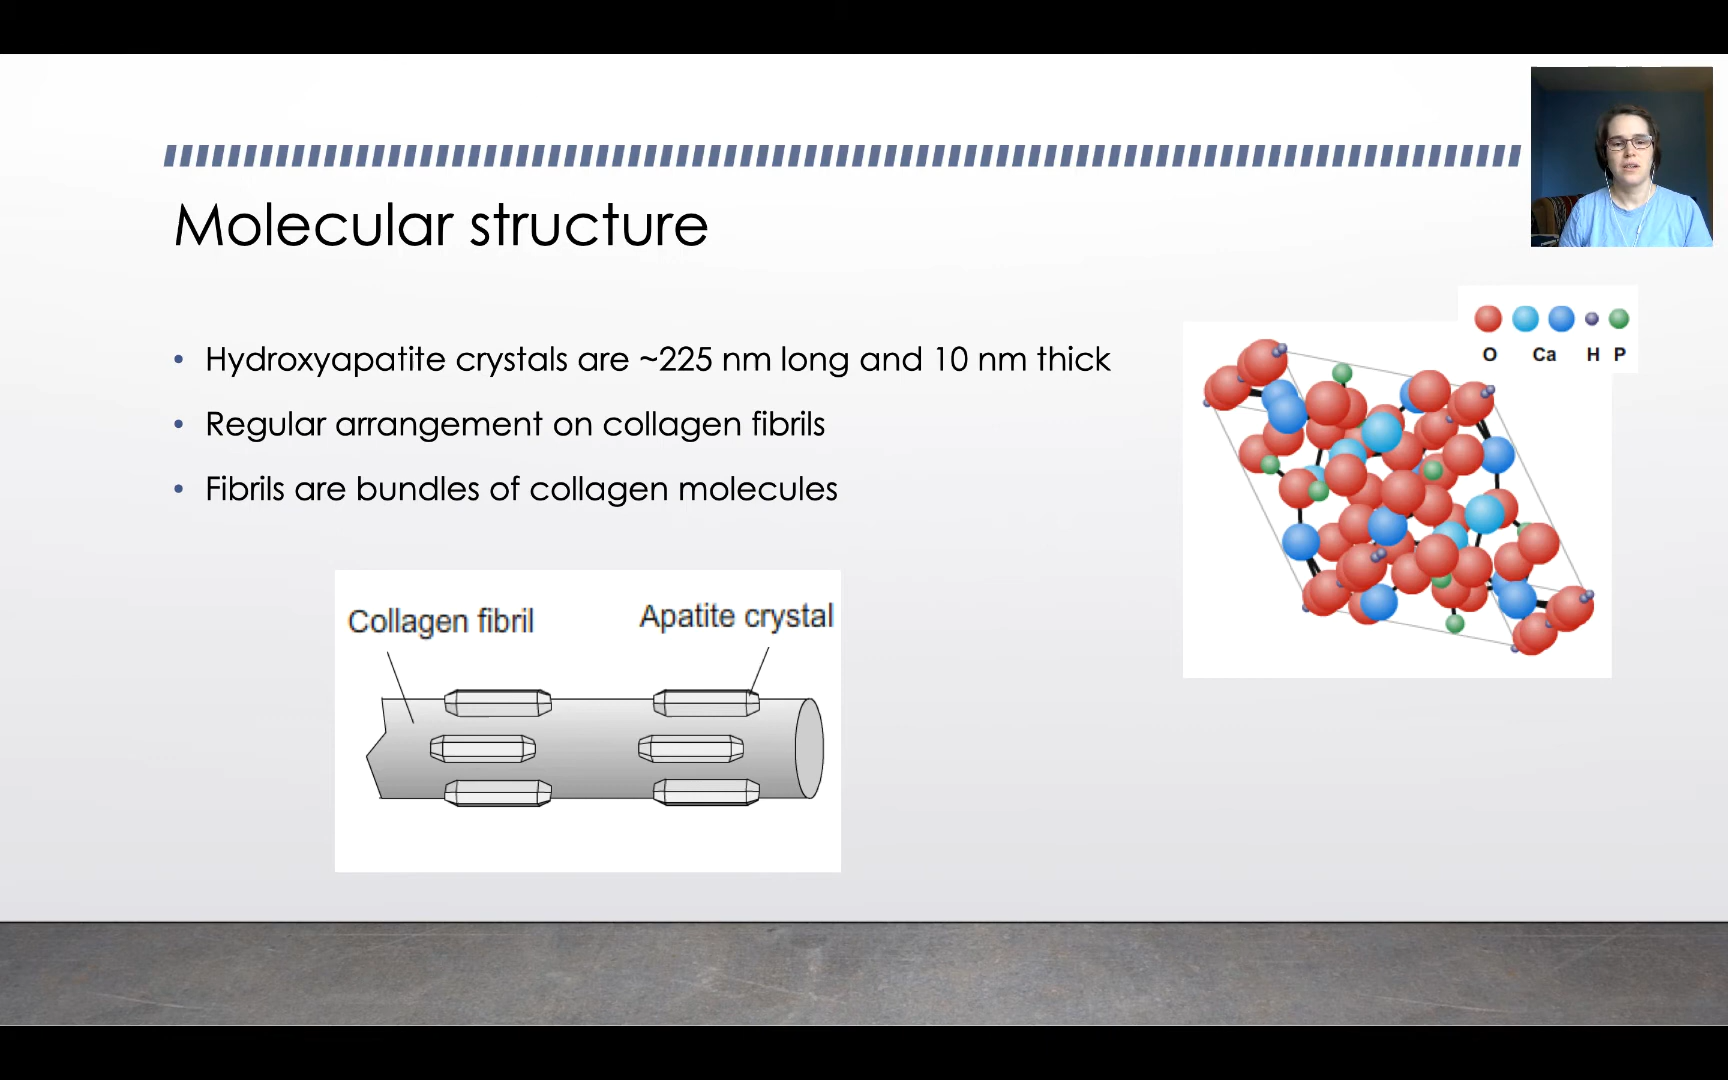 Molecular structure
• Hydroxyapatite crystals are ~225 nm long and 10 nm thick
• Regular arrangement on collagen fibrils
• Fibrils are bundles of collagen molecules
O Ca H P
Collagen fibril Apatite crystal